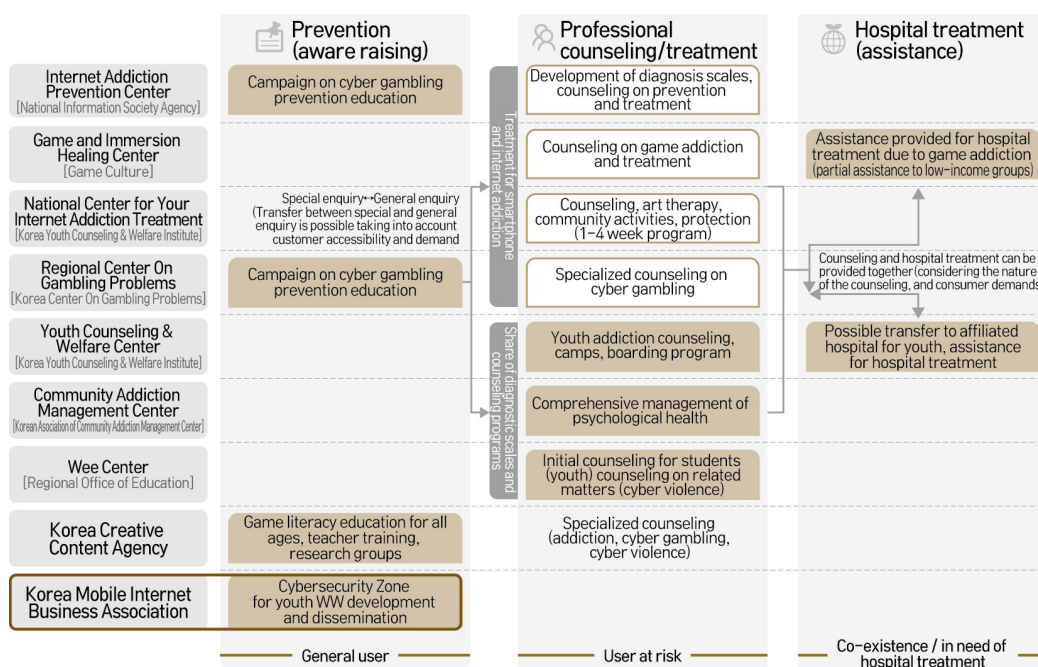 Prevention
(aware raising)
Professional
counseling/treatment
Hospital treatment
(assistance)
Internet Addiction
Prevention Center
[National Information Society Agency]
Campaign on cyber gambling
prevention education
Development of diagnosis scales,
counseling on prevention
and treatment
Game and Immersion
Healing Center
[Game Culture]
Counseling on game addiction
and treatment
Assistance provided for hospital
treatment due to game addiction
(partial assistance to low-income groups)
Treatment for smartphone
and internet addiction
National Center for Your
Internet Addiction Treatment
[Korea Youth Counseling & Welfare Institute]
Special enquiry↔General enquiry
(Transfer between special and general
enquiry is possible taking into account
customer accessibility and demand
Counseling, art therapy,
community activities, protection
(1-4 week program)
Regional Center On
Gambling Problems
[Korea Center On Gambling Problems]
Campaign on cyber gambling
prevention education
Specialized counseling on
cyber gambling
Counseling and hospital treatment can be
provided together(considering the nature
of the counseling, and consumer demands
Youth Counseling &
Welfare Center
[Korea Youth Counseling & Welfare Institute]
Youth addiction counseling,
camps, boarding program
Possible transfer to affiliated
hospital for youth, assistance
for hospital treatment
Share of diagnostic scales and
counseling programs
Community Addiction
Management Center
[Korean Asociation of Community Addiction Management Center]
Comprehensive management of
psychological health
Wee Center
[Regional Office of Education]
Initial counseling for students
(youth) counseling on related
matters (cyber violence)
Korea Creative
Content Agency
Game literacy education for all
ages, teacher training,
research groups
Specialized counseling
(addiction, cyber gambling,
cyber violence)
Korea Mobile Internet
Business Association
Cybersecurity Zone
for youth WW development
and dissemination
General user
User at risk
Co-existence / in need of
hospital treatment